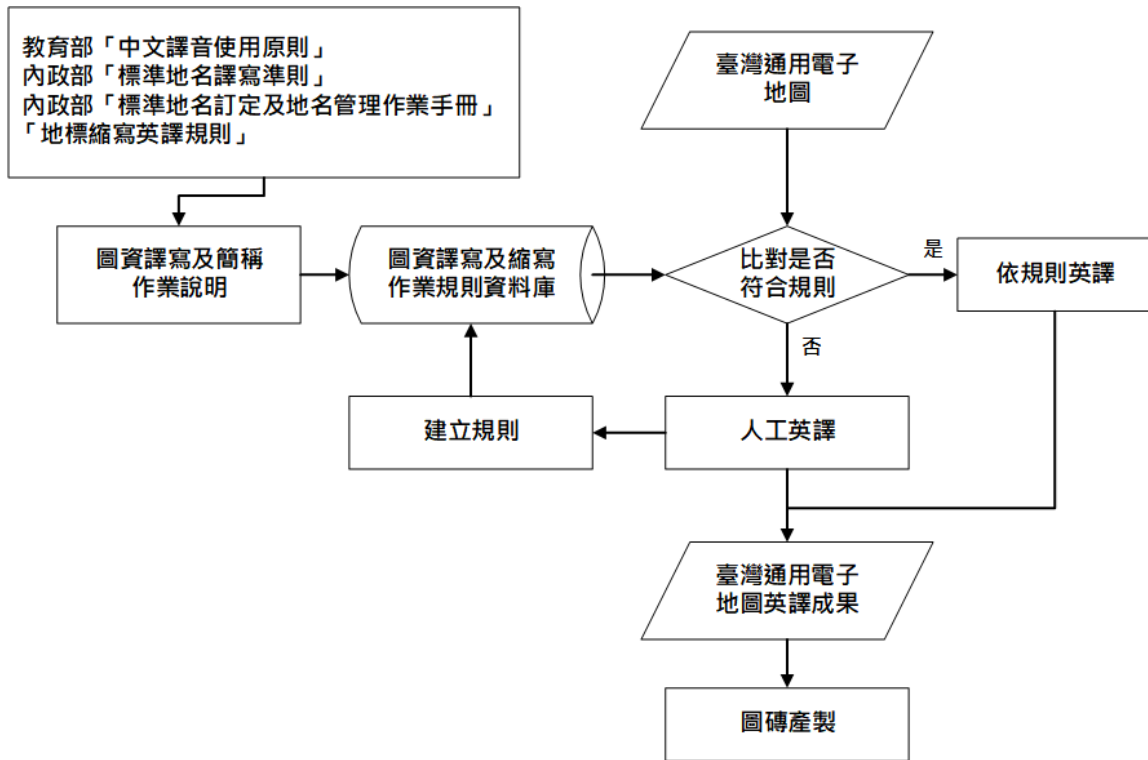 教育部「中文譯音使用原則」
內政部「標準地名譯寫準則」
內政部「標準地名訂定及地名管理作業手冊」
「地標縮寫英譯規則」
臺灣通用電子
地圖
圖資譯寫及簡稱
作業說明
圖資譯寫及縮寫
作業規則資料庫
比對是否
符合規則
是
依規則英譯
否
建立規則
人工英譯
臺灣通用電子
地圖英譯成果
圖磚產製